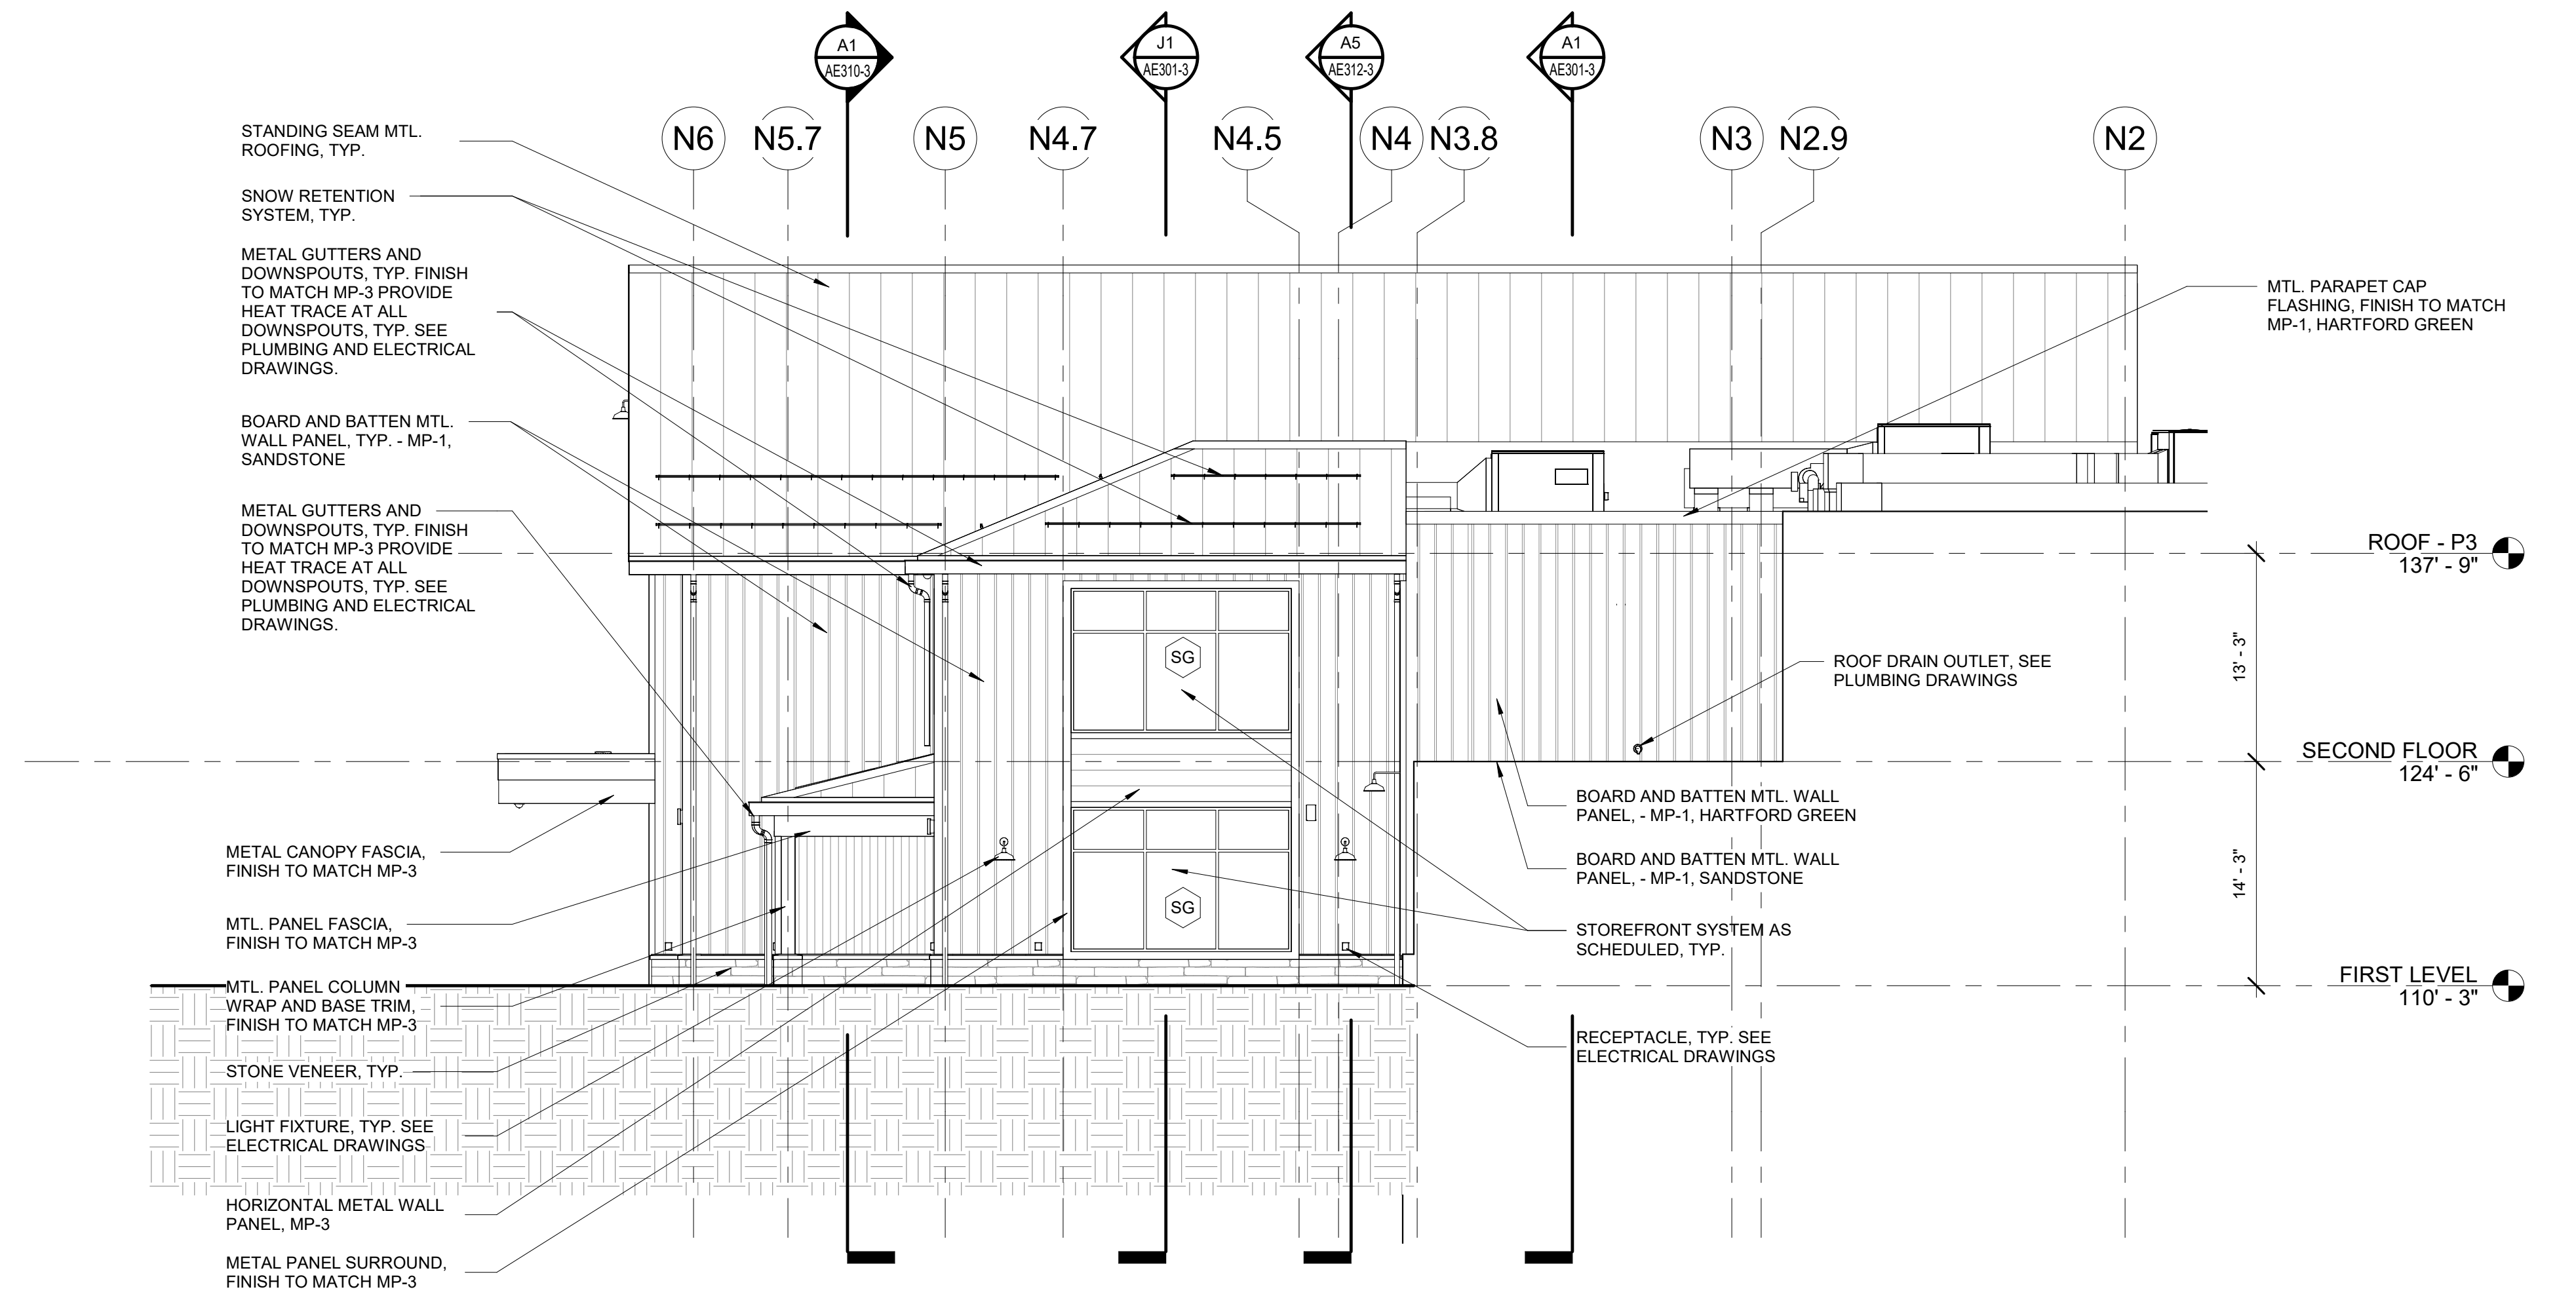 A1
AE310-3
J1
AE301-3
A5
AE312-3
A1
AE301-3
N6
N5.7
N5
N4.7
N4.5
N4
N3.8
N3
N2.9
N2
STANDING SEAM MTL.
ROOFING, TYP.
SNOW RETENTION
SYSTEM, TYP.
METAL GUTTERS AND
DOWNSPOUTS, TYP. FINISH
TO MATCH MP-3 PROVIDE
HEAT TRACE AT ALL
DOWNSPOUTS, TYP. SEE
PLUMBING AND ELECTRICAL
DRAWINGS.
BOARD AND BATTEN MTL.
WALL PANEL, TYP. - MP-1,
SANDSTONE
METAL GUTTERS AND
DOWNSPOUTS, TYP. FINISH
TO MATCH MP-3 PROVIDE
HEAT TRACE AT ALL
DOWNSPOUTS, TYP. SEE
PLUMBING AND ELECTRICAL
DRAWINGS.
METAL CANOPY FASCIA,
FINISH TO MATCH MP-3
MTL. PANEL FASCIA,
FINISH TO MATCH MP-3
MTL. PANEL COLUMN
WRAP AND BASE TRIM,
FINISH TO MATCH MP-3
STONE VENEER, TYP.
LIGHT FIXTURE, TYP. SEE
ELECTRICAL DRAWINGS
HORIZONTAL METAL WALL
PANEL, MP-3
METAL PANEL SURROUND,
FINISH TO MATCH MP-3
SG
SG
MTL. PARAPET CAP
FLASHING, FINISH TO MATCH
MP-1, HARTFORD GREEN
ROOF - P3
137' - 9"
13' - 3"
ROOF DRAIN OUTLET, SEE
PLUMBING DRAWINGS
SECOND FLOOR
124' - 6"
BOARD AND BATTEN MTL. WALL
PANEL, - MP-1, HARTFORD GREEN
BOARD AND BATTEN MTL. WALL
PANEL, - MP-1, SANDSTONE
14' - 3"
STOREFRONT SYSTEM AS
SCHEDULED, TYP.
FIRST LEVEL
110' - 3"
RECEPTACLE, TYP. SEE
ELECTRICAL DRAWINGS